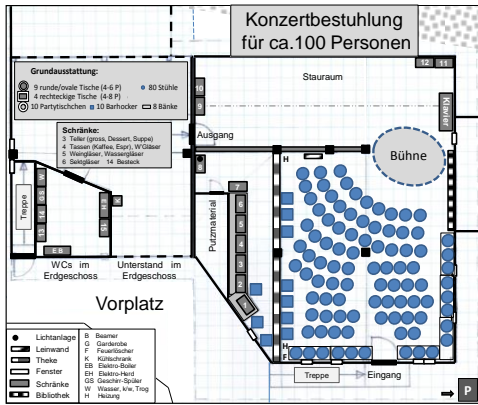 Konzertbestuhlung
für ca.100 Personen
Grundausstattung:
9 runde/ovale Tische (4-6 P)
80 Stühle
4 rechteckige Tische (4-8 P)
10 Partytischchen
10 Barhocker
8 Bänke
Schränke:
3 Teller (gross, Dessert, Suppe)
4 Tassen (Kaffee, Espr), W'Gläser
5 Weingläser, Wassergläser
6 Sektgläser 14 Besteck
Stauraum
12
11
10
9
Klavier
Ausgang
8
H
Bühne
Treppe
W
GS
14
13
EB
EH
15
K
7
6
5
4
3
2
1
Putzmaterial
WCs im
Erdgeschoss
Unterstand im
Erdgeschoss
Vorplatz
H
F
Treppe
Eingang
P
Lichtanlage
Leinwand
Theke
Fenster
Schränke
Bibliothek
B Beamer
G Garderobe
F Feuerlöscher
K Kühlschrank
EB Elektro-Boiler
EH Elektro-Herd
GS Geschirr-Spüler
W Wasser, k/w, Trog
H Heizung